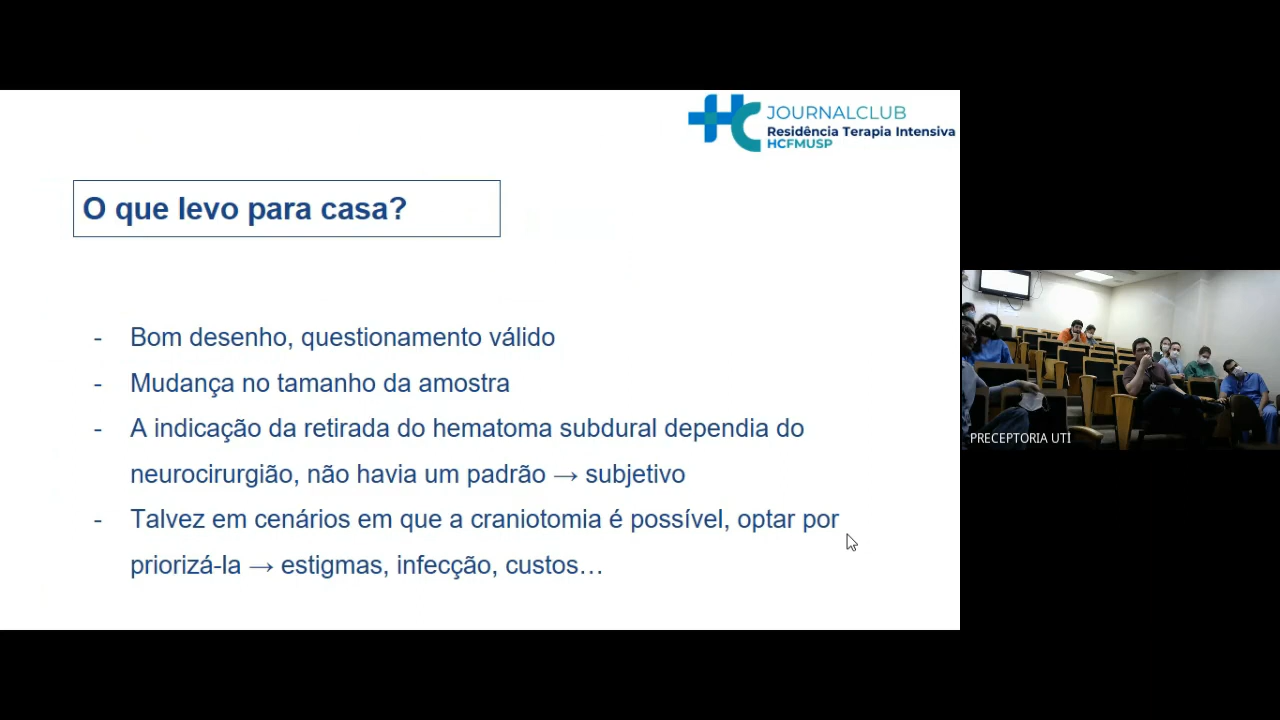 JOURNALCLUB
Residência Terapia Intensiva
HCFMUSP
O que levo para casa?
- Bom desenho, questionamento válido
- Mudança no tamanho da amostra
- A indicação da retirada do hematoma subdural dependia do
neurocirurgião, não havia um padrão → subjetivo
- Talvez em cenários em que a craniotomia é possível, optar por
priorizá-la → estigmas, infecção, custos…
PRECEPTORIA UTI